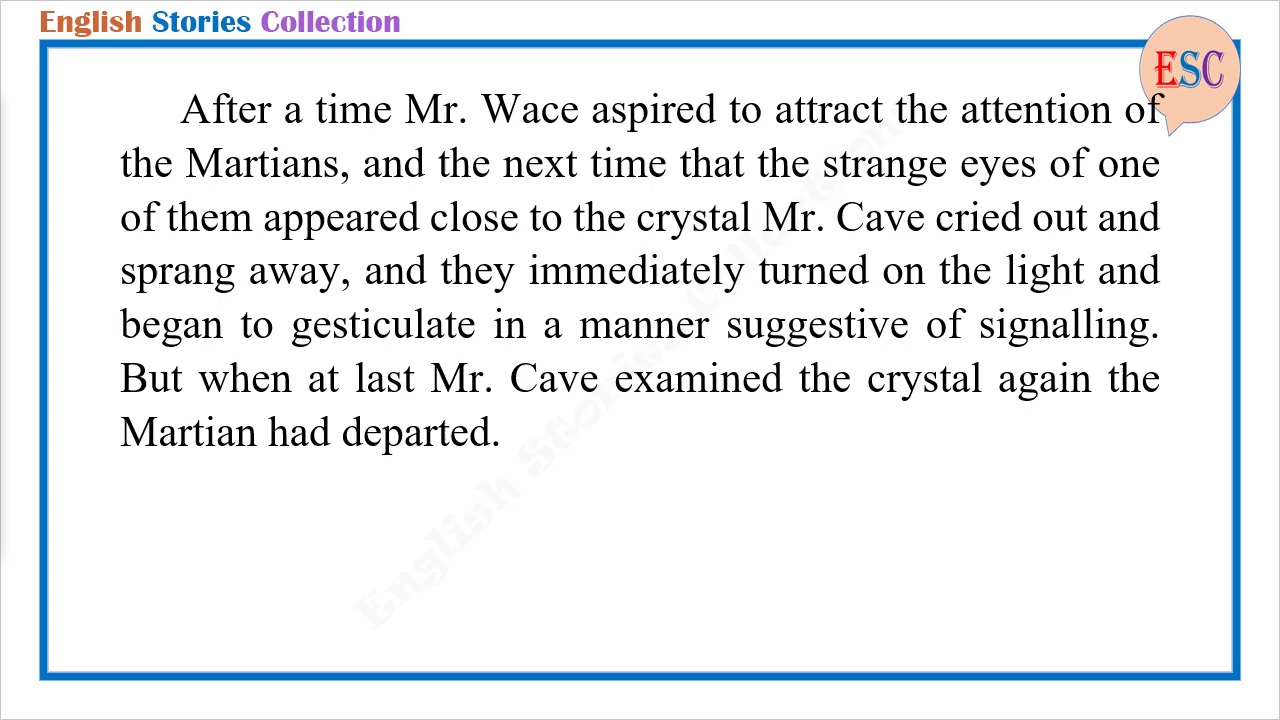 English Stories Collection
ESC
After a time Mr. Wace aspired to attract the attention of
the Martians, and the next time that the strange eyes of one
of them appeared close to the crystal Mr. Cave cried out and
sprang away, and they immediately turned on the light and
began to gesticulate in a manner suggestive of signalling.
But when at last Mr. Cave examined the crystal again the
Martian had departed.
English Stories Collection